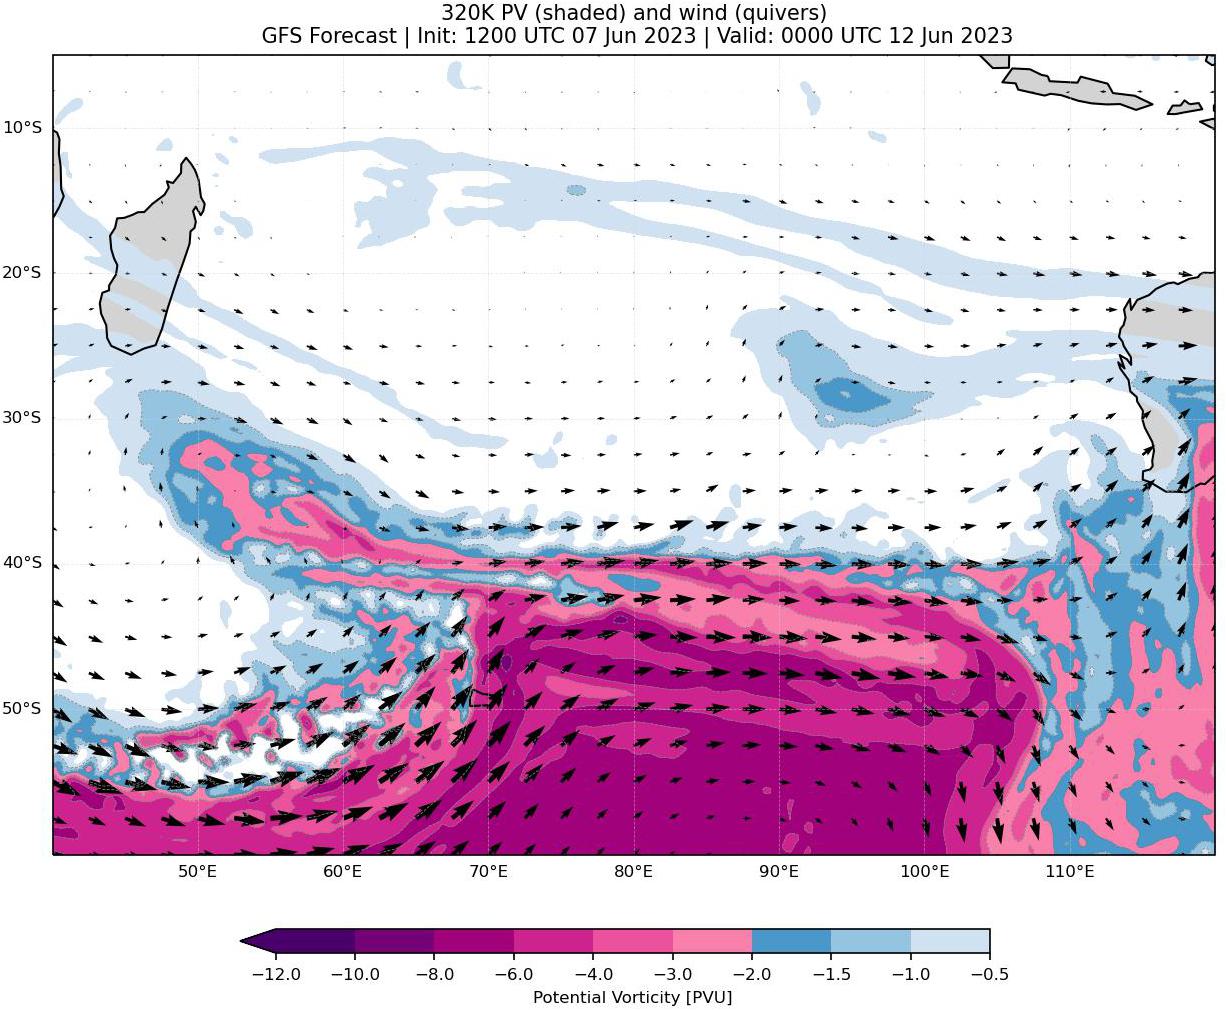 320K PV (shaded) and wind (quivers)
GFS Forecast | Init: 1200 UTC 07 Jun 2023 | Valid: 0000 UTC 12 Jun 2023
10°S
20°S
30°S
40°S
50°S
50°E 60°E 70°E 80°E 90°E 100°E 110°E
−12.0 −10.0 −8.0 −6.0 −4.0 −3.0 −2.0 −1.5 −1.0 −0.5
Potential Vorticity [PVU]